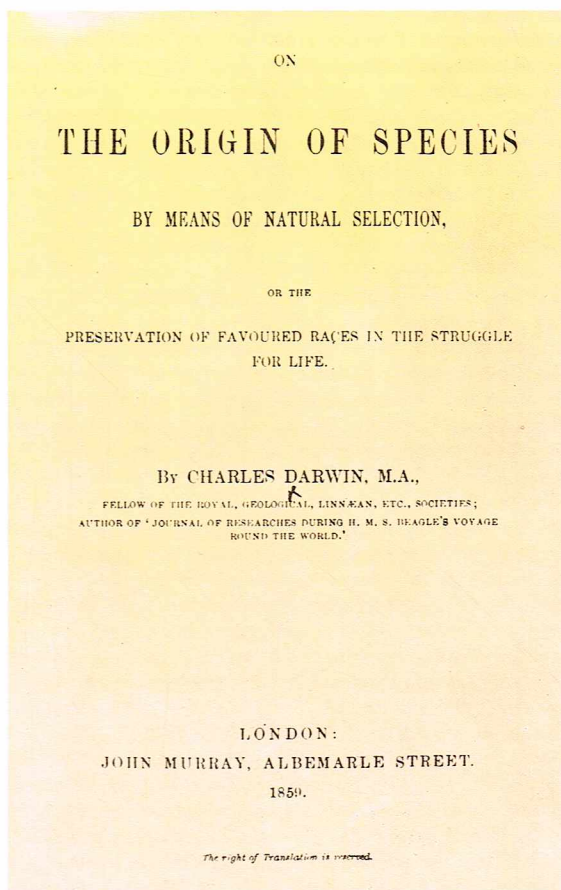 ON
THE ORIGIN OF SPECIES
BY MEANS OF NATURAL SELECTION,
OR THE
PRESERVATION OF FAVOURED RACES IN THE STRUGGLE
FOR LIFE.
By CHARLES DARWIN, M.A.,
FELLOW OF THE ROYAL, GEOLOGICAL, LINNÆAN, ETC., SOCIETIES;
AUTHOR OF 'JOURNAL OF RESEARCHES DURING H. M. S. BEAGLE'S VOYAGE
ROUND THE WORLD.'
LONDON:
JOHN MURRAY, ALBEMARLE STREET.
1859.
The right of Translation is reserved.